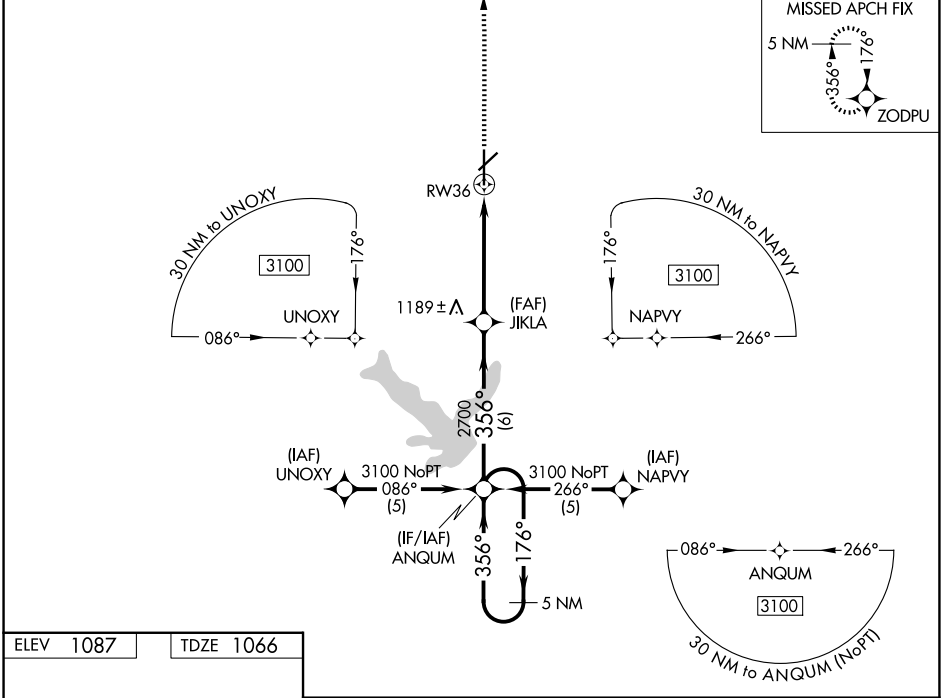 MISSED APCH FIX
5 NM
356°
176°
ZODPU
RW36
30 NM to UNOXY
3100
176°
UNOXY
086°
30 NM to NAPVY
3100
176°
NAPVY
266°
1189 ±
(FAF)
JIKLA
2700
356°
(6)
(IAF)
UNOXY
3100 NoPT
086°
(5)
3100 NoPT
266°
(5)
(IAF)
NAPVY
(IF/IAF)
ANQUM
356°
176°
5 NM
086°
266°
ANQUM
3100
30 NM to ANQUM (NoPT)
ELEV 1087
TDZE 1066